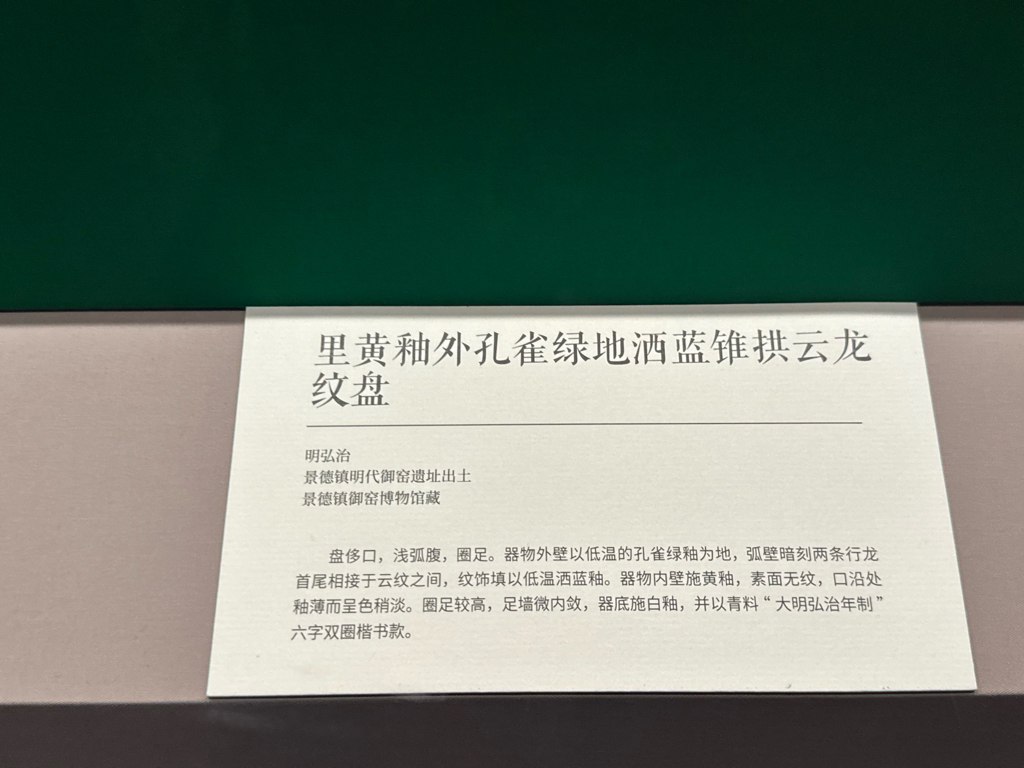 里黄釉外孔雀绿地洒蓝锥拱云龙
纹盘
明弘治
景德镇明代御窑遗址出土
景德镇御窑博物馆藏
盘侈口，浅弧腹，圈足。器物外壁以低温的孔雀绿釉为地，弧壁暗刻两条行龙
首尾相接于云纹之间，纹饰填以低温洒蓝釉。器物内壁施黄釉，素面无纹，口沿处
釉薄而呈色稍淡。圈足较高，足墙微内敛，器底施白釉，并以青料“大明弘治年制”
六字双圈楷书款。